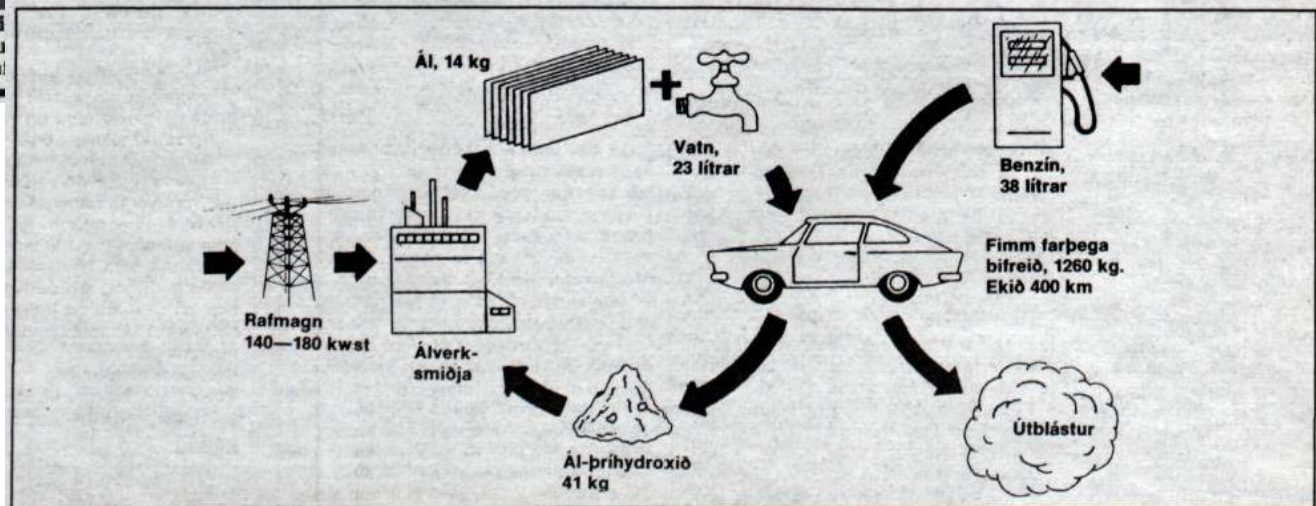 Ál, 14 kg
Vatn,
23 lítrar
Benzín,
38 lítrar
Fimm farþega
bifreið, 1260 kg.
Ekið 400 km
Rafmagn
140—180 kwst
Álverk-
smiðja
Ál-þríhydroxið
41 kg
Útblástur